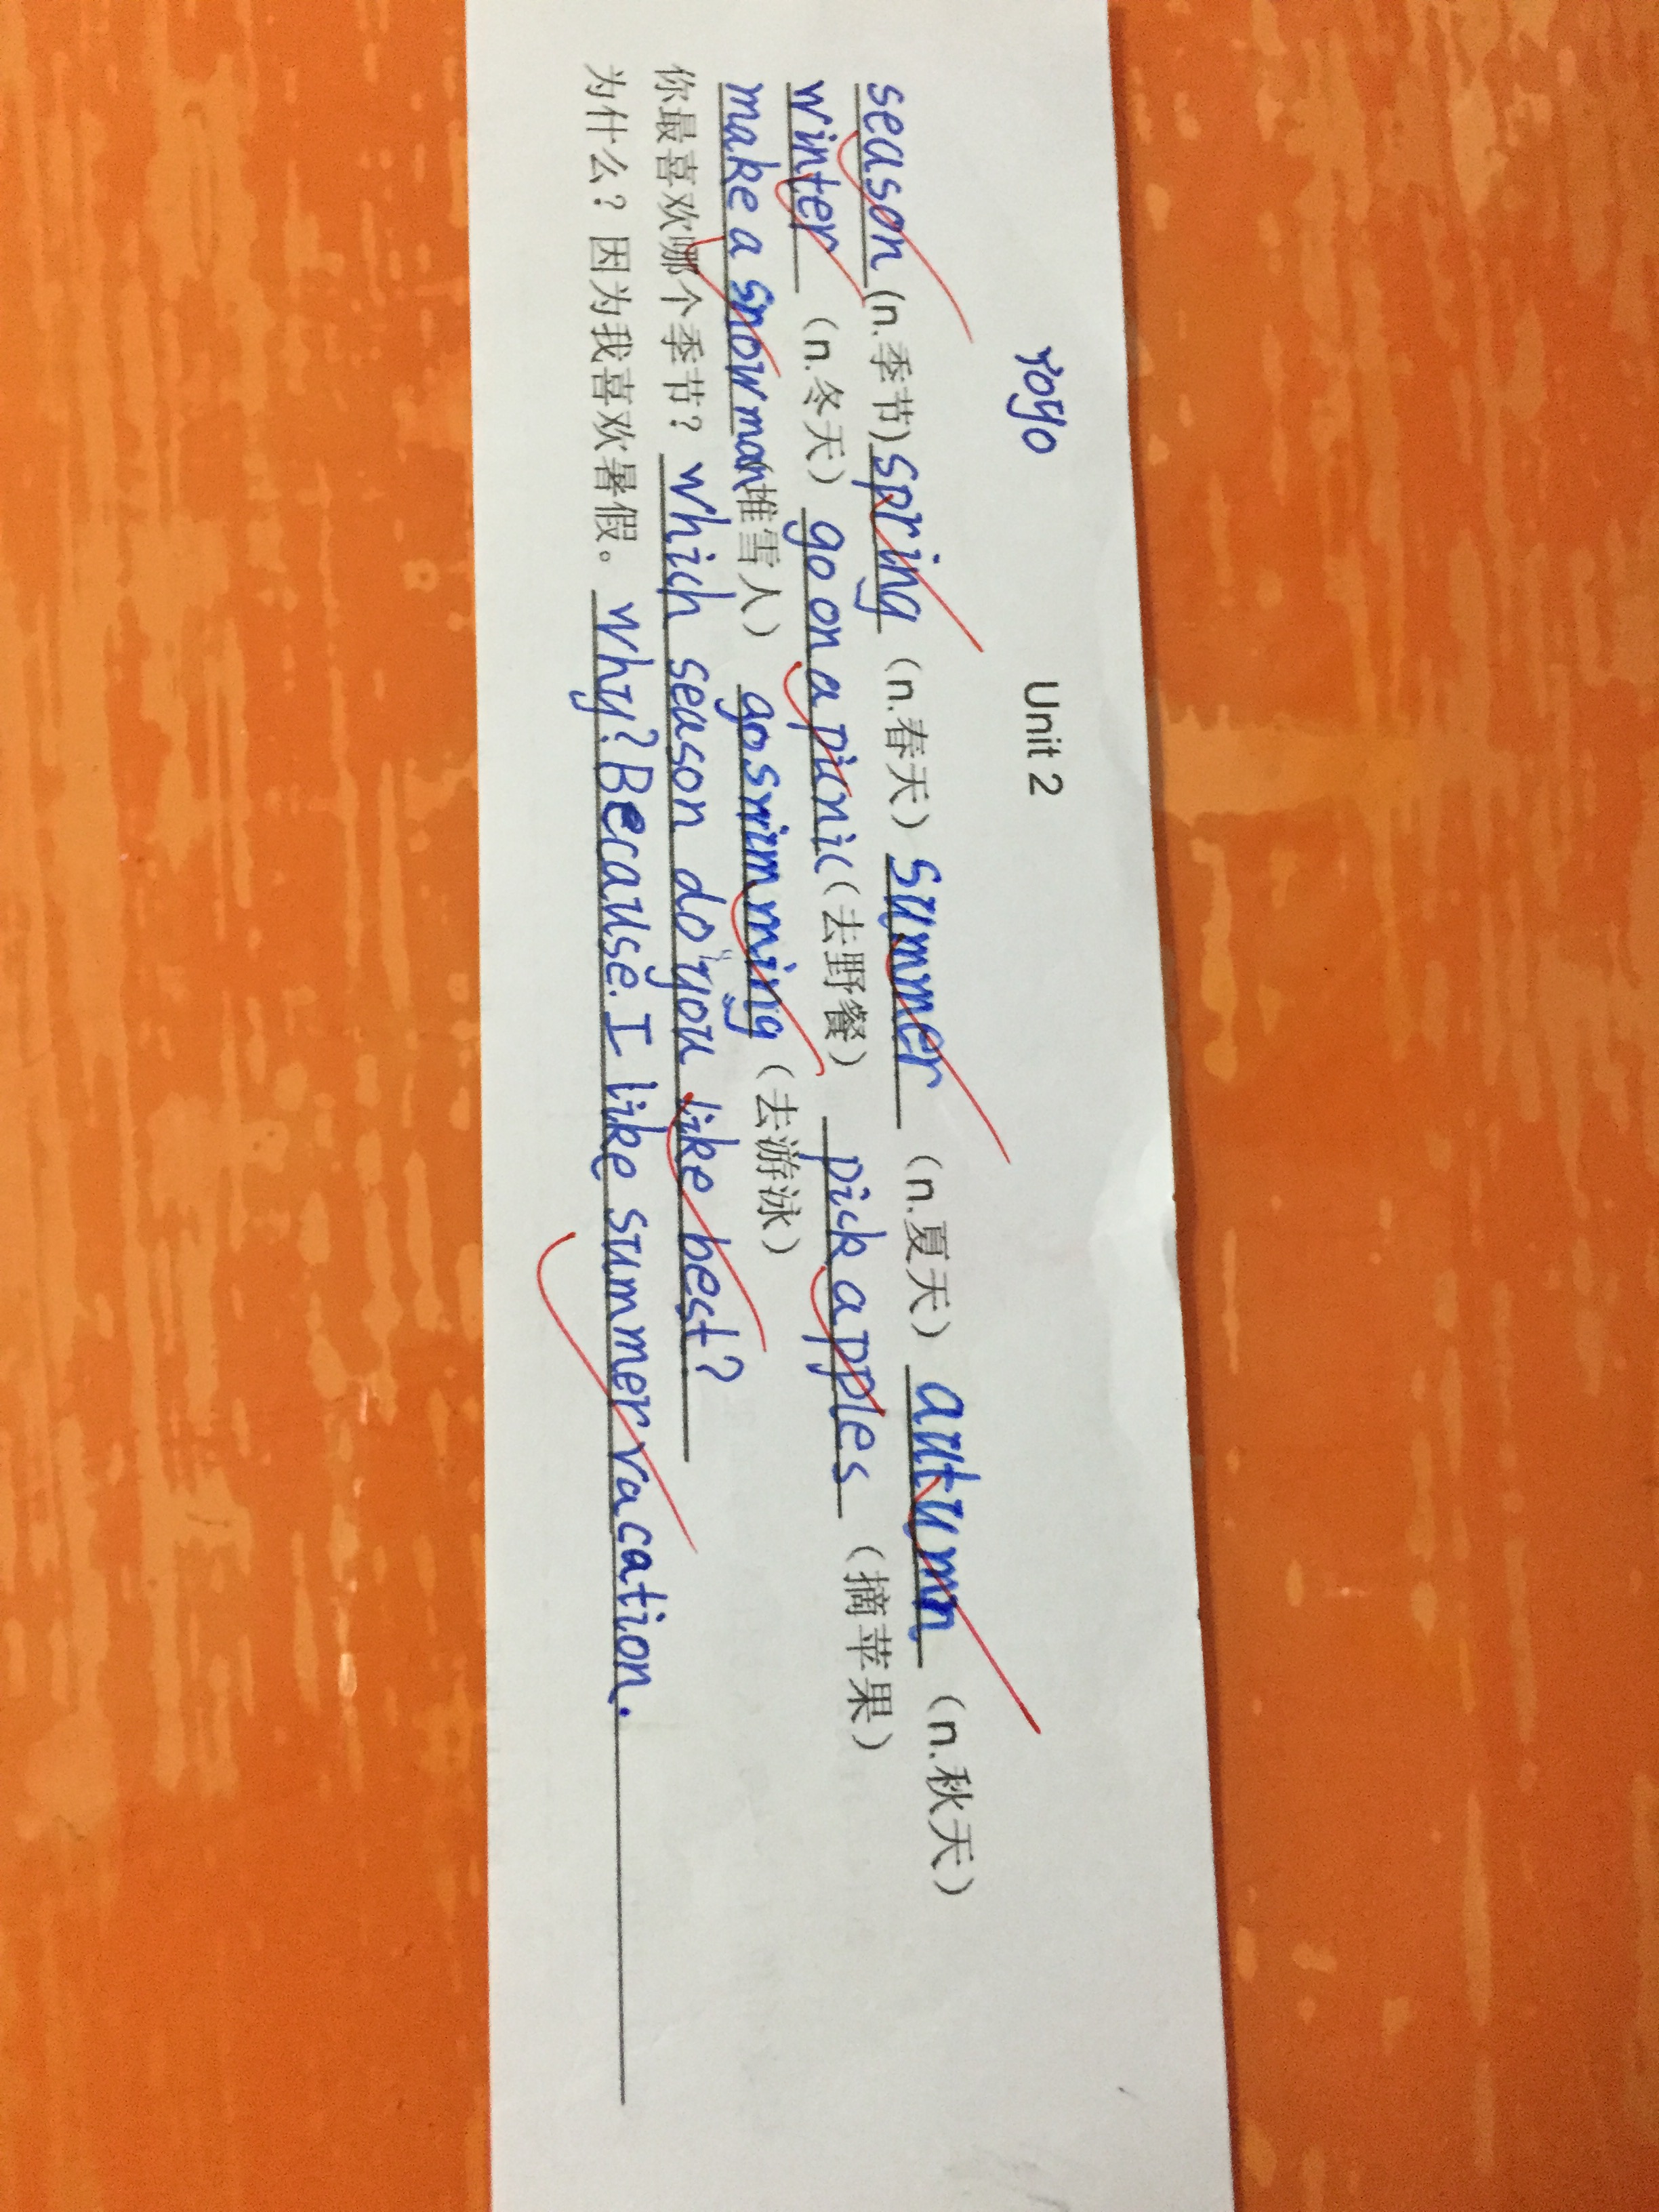 Yoyo Unit 2
season (n.季节) spring (n.春天) summer (n.夏天) autumn (n.秋天)
winter (n.冬天) go on a picnic (去野餐) pick apples (摘苹果)
make a snowman (堆雪人) go srimming (去游泳)
你最喜欢哪个季节? which season do you like best?
为什么?因为我喜欢暑假。 why? Because. I like summer vacation.